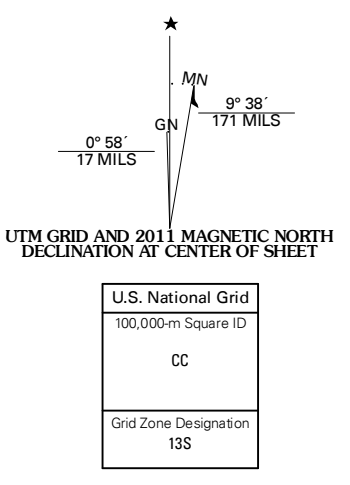 MN
9° 38´
171 MILS
GN
0° 58´
17 MILS
UTM GRID AND 2011 MAGNETIC NORTH
DECLINATION AT CENTER OF SHEET
U.S. National Grid
100,000-m Square ID
CC
Grid Zone Designation
13S